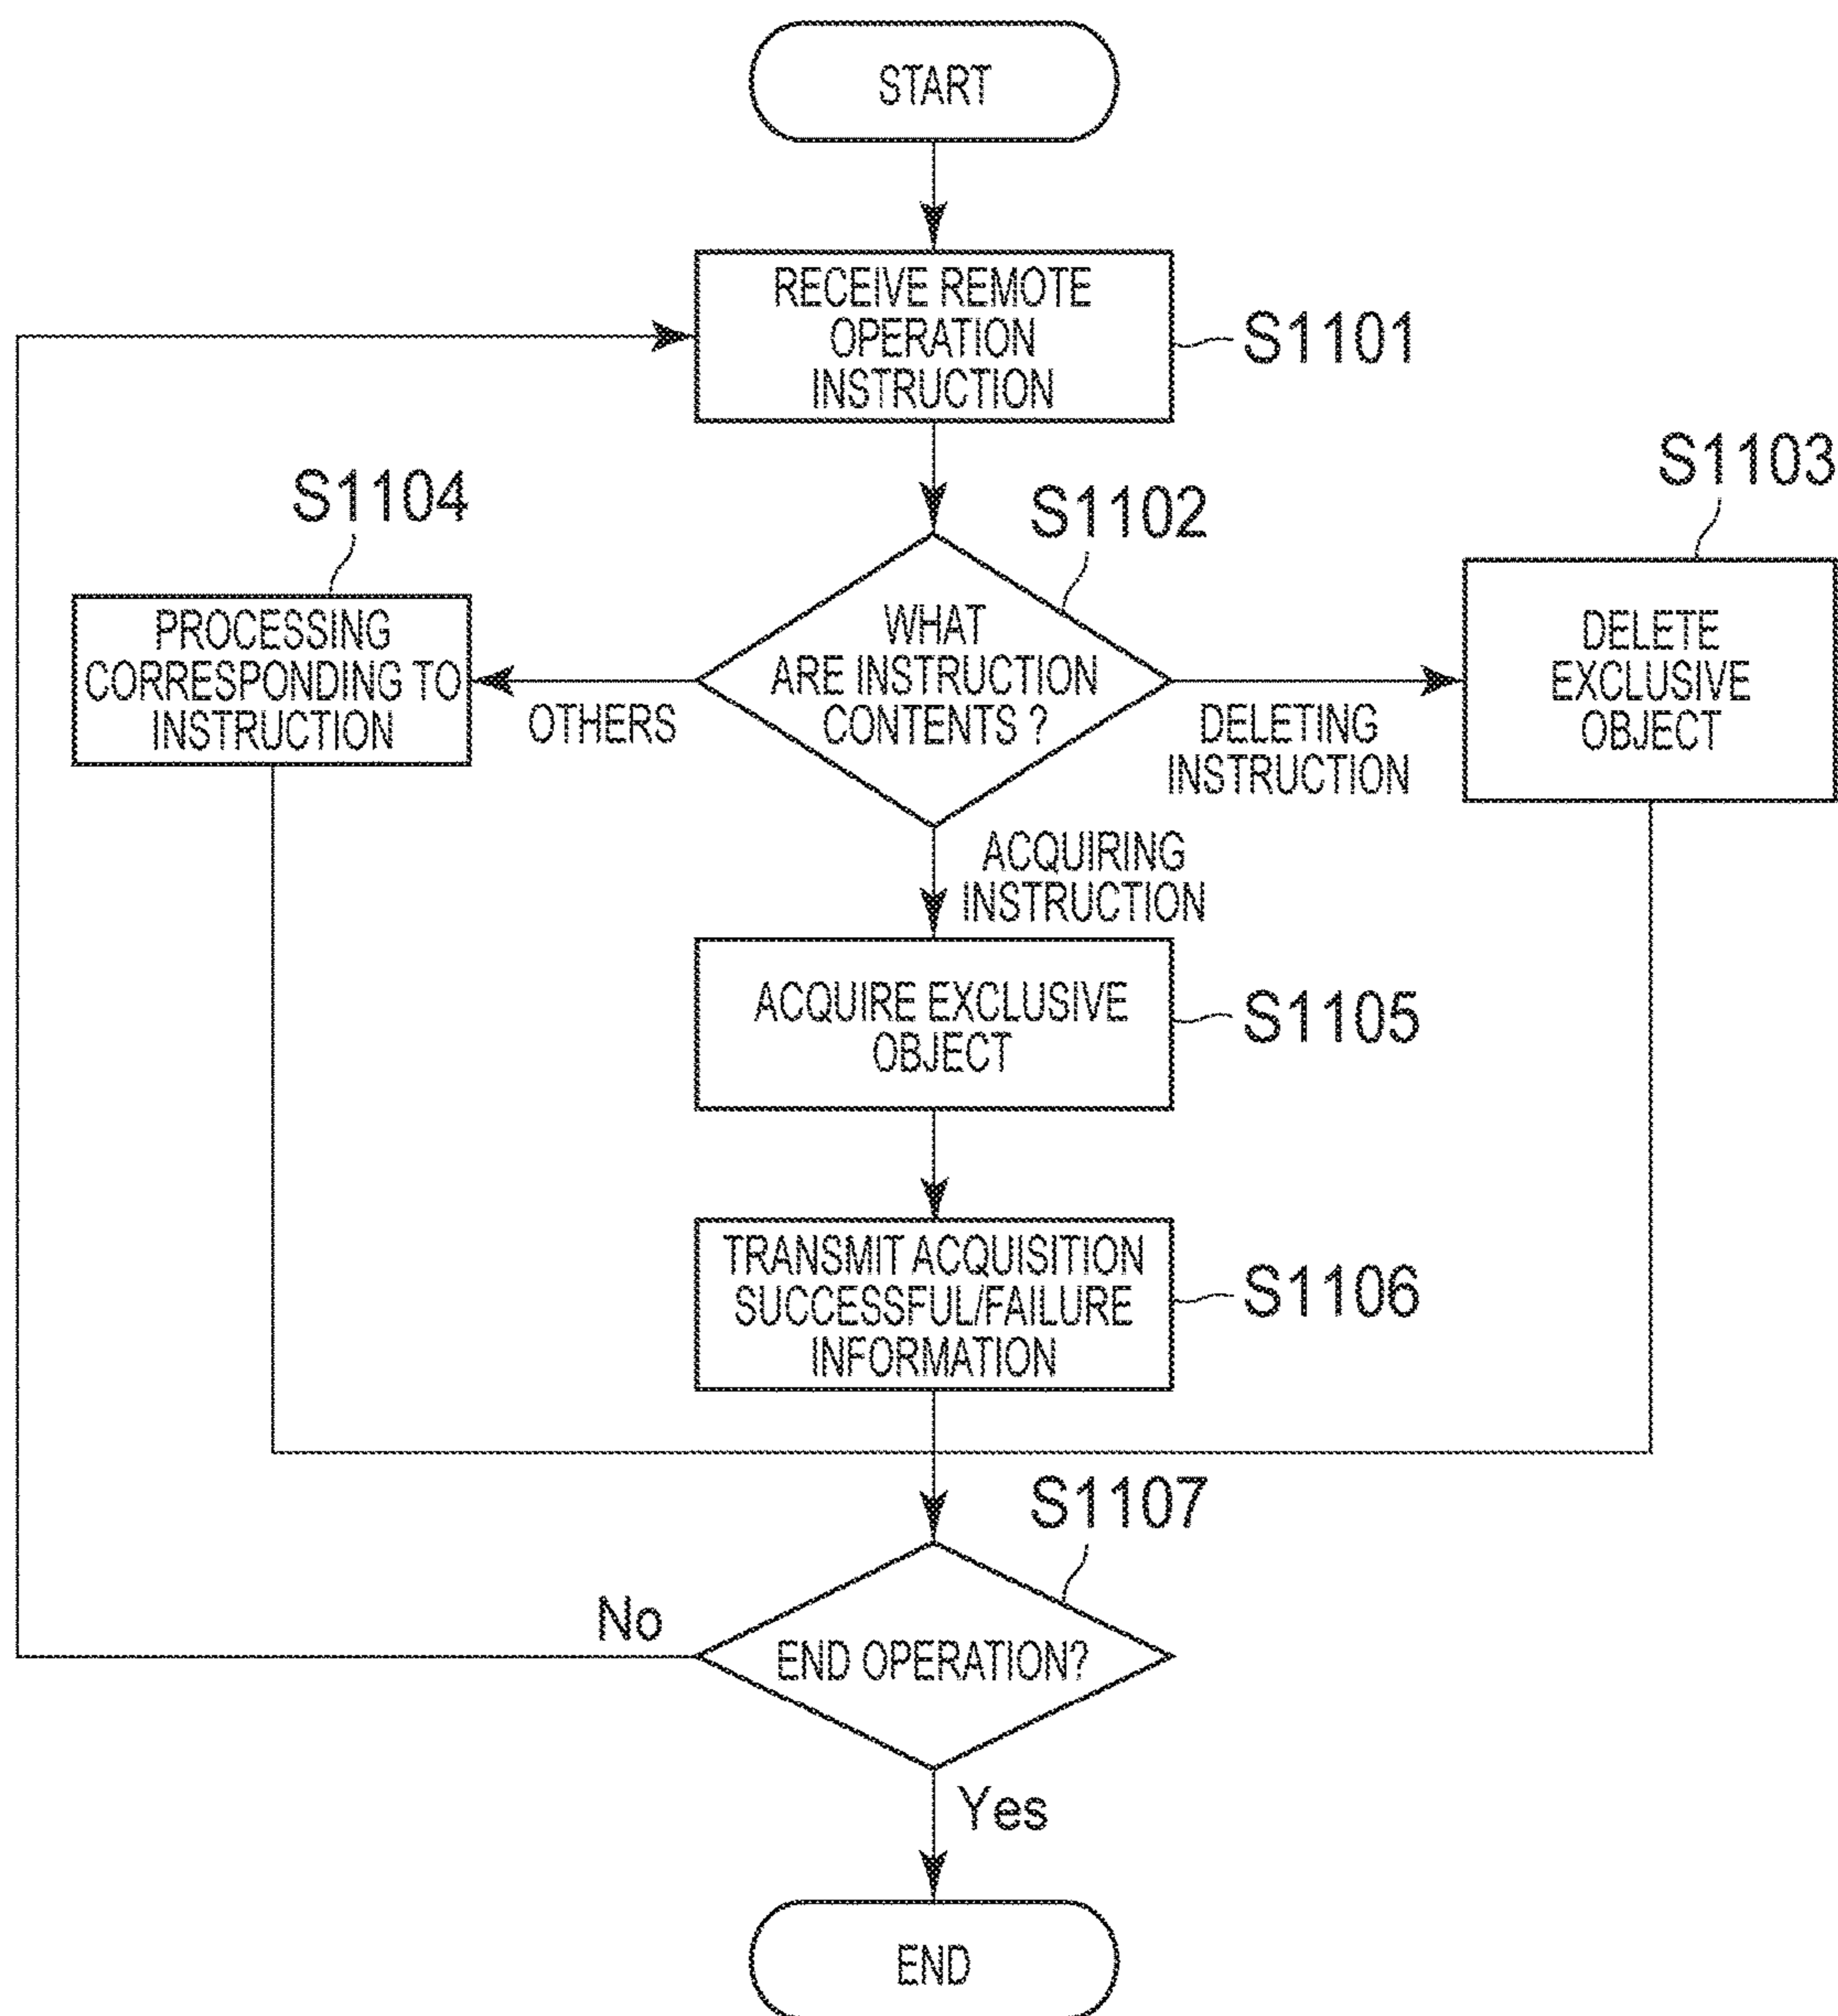 START
RECEIVE REMOTE
OPERATION
INSTRUCTION
S1101
S1102
WHAT
ARE INSTRUCTION
CONTENTS ?
S1104
PROCESSING
CORRESPONDING TO
INSTRUCTION
OTHERS
DELETING
INSTRUCTION
S1103
DELETE
EXCLUSIVE
OBJECT
ACQUIRING
INSTRUCTION
ACQUIRE EXCLUSIVE
OBJECT
S1105
TRANSMIT ACQUISITION
SUCCESSFUL/FAILURE
INFORMATION
S1106
S1107
END OPERATION?
No
Yes
END